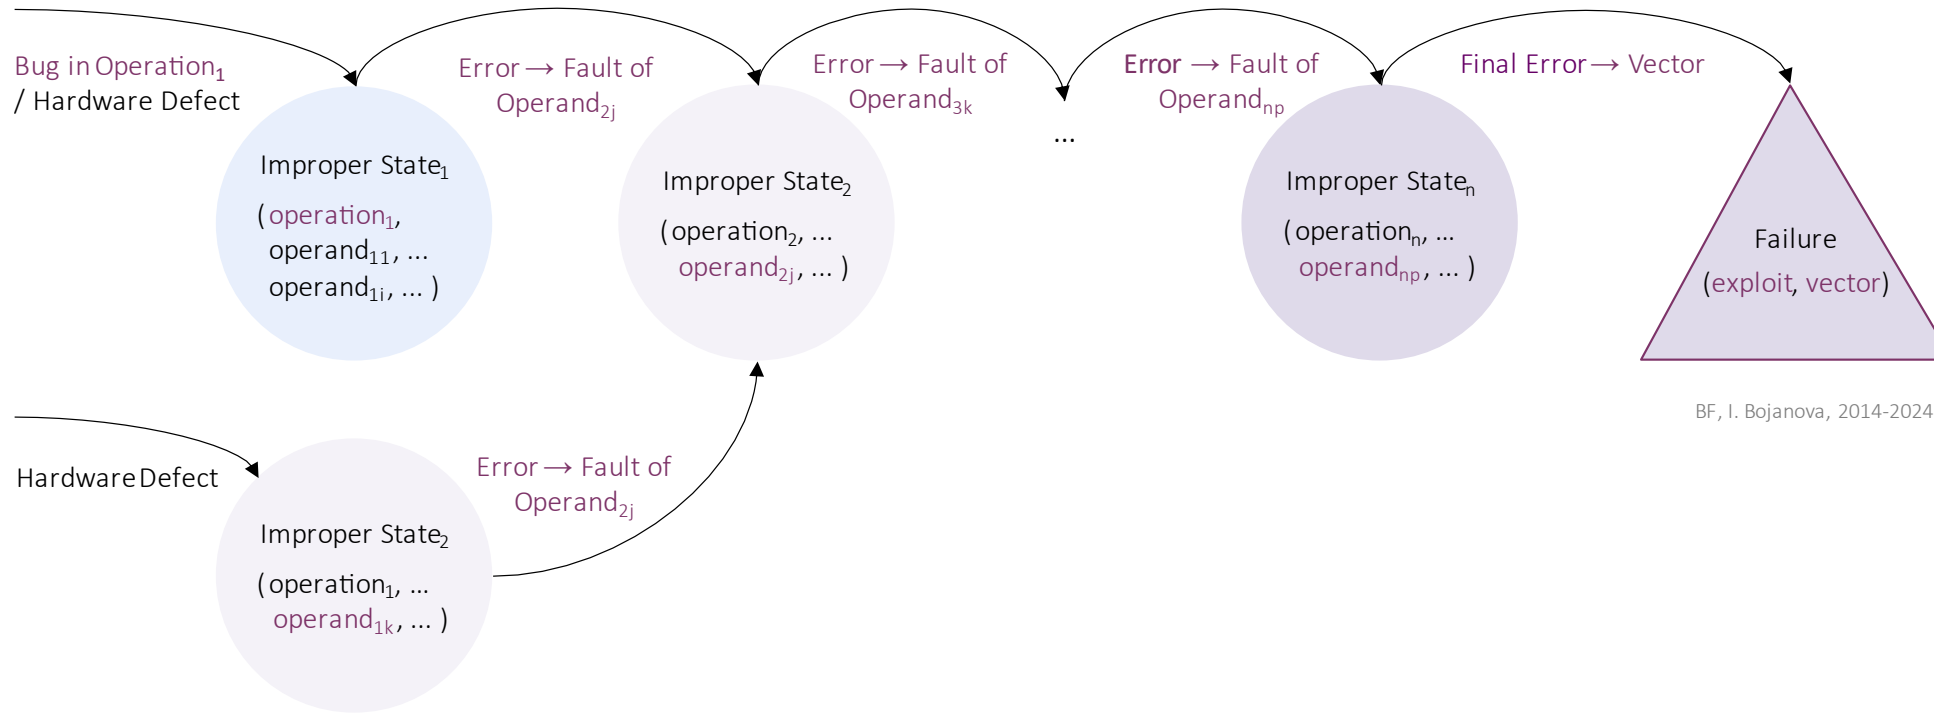 Bug in Operation₁
/ Hardware Defect
Error → Fault of
Operand₂ⱼ
Error → Fault of
Operand₃ₖ
Error → Fault of
Operandₙₚ
Final Error → Vector
...
Improper State₁
(operation₁,
operand₁₁, ...
operand₁ᵢ, ... )
Improper State₂
(operation₂, ...
operand₂ⱼ, ... )
Improper Stateₙ
(operationₙ, ...
operandₙₚ, ... )
Failure
(exploit, vector)
BF, I. Bojanova, 2014-2024
Hardware Defect
Error → Fault of
Operand₂ⱼ
Improper State₂
(operation₁, ...
operand₁ₖ, ... )